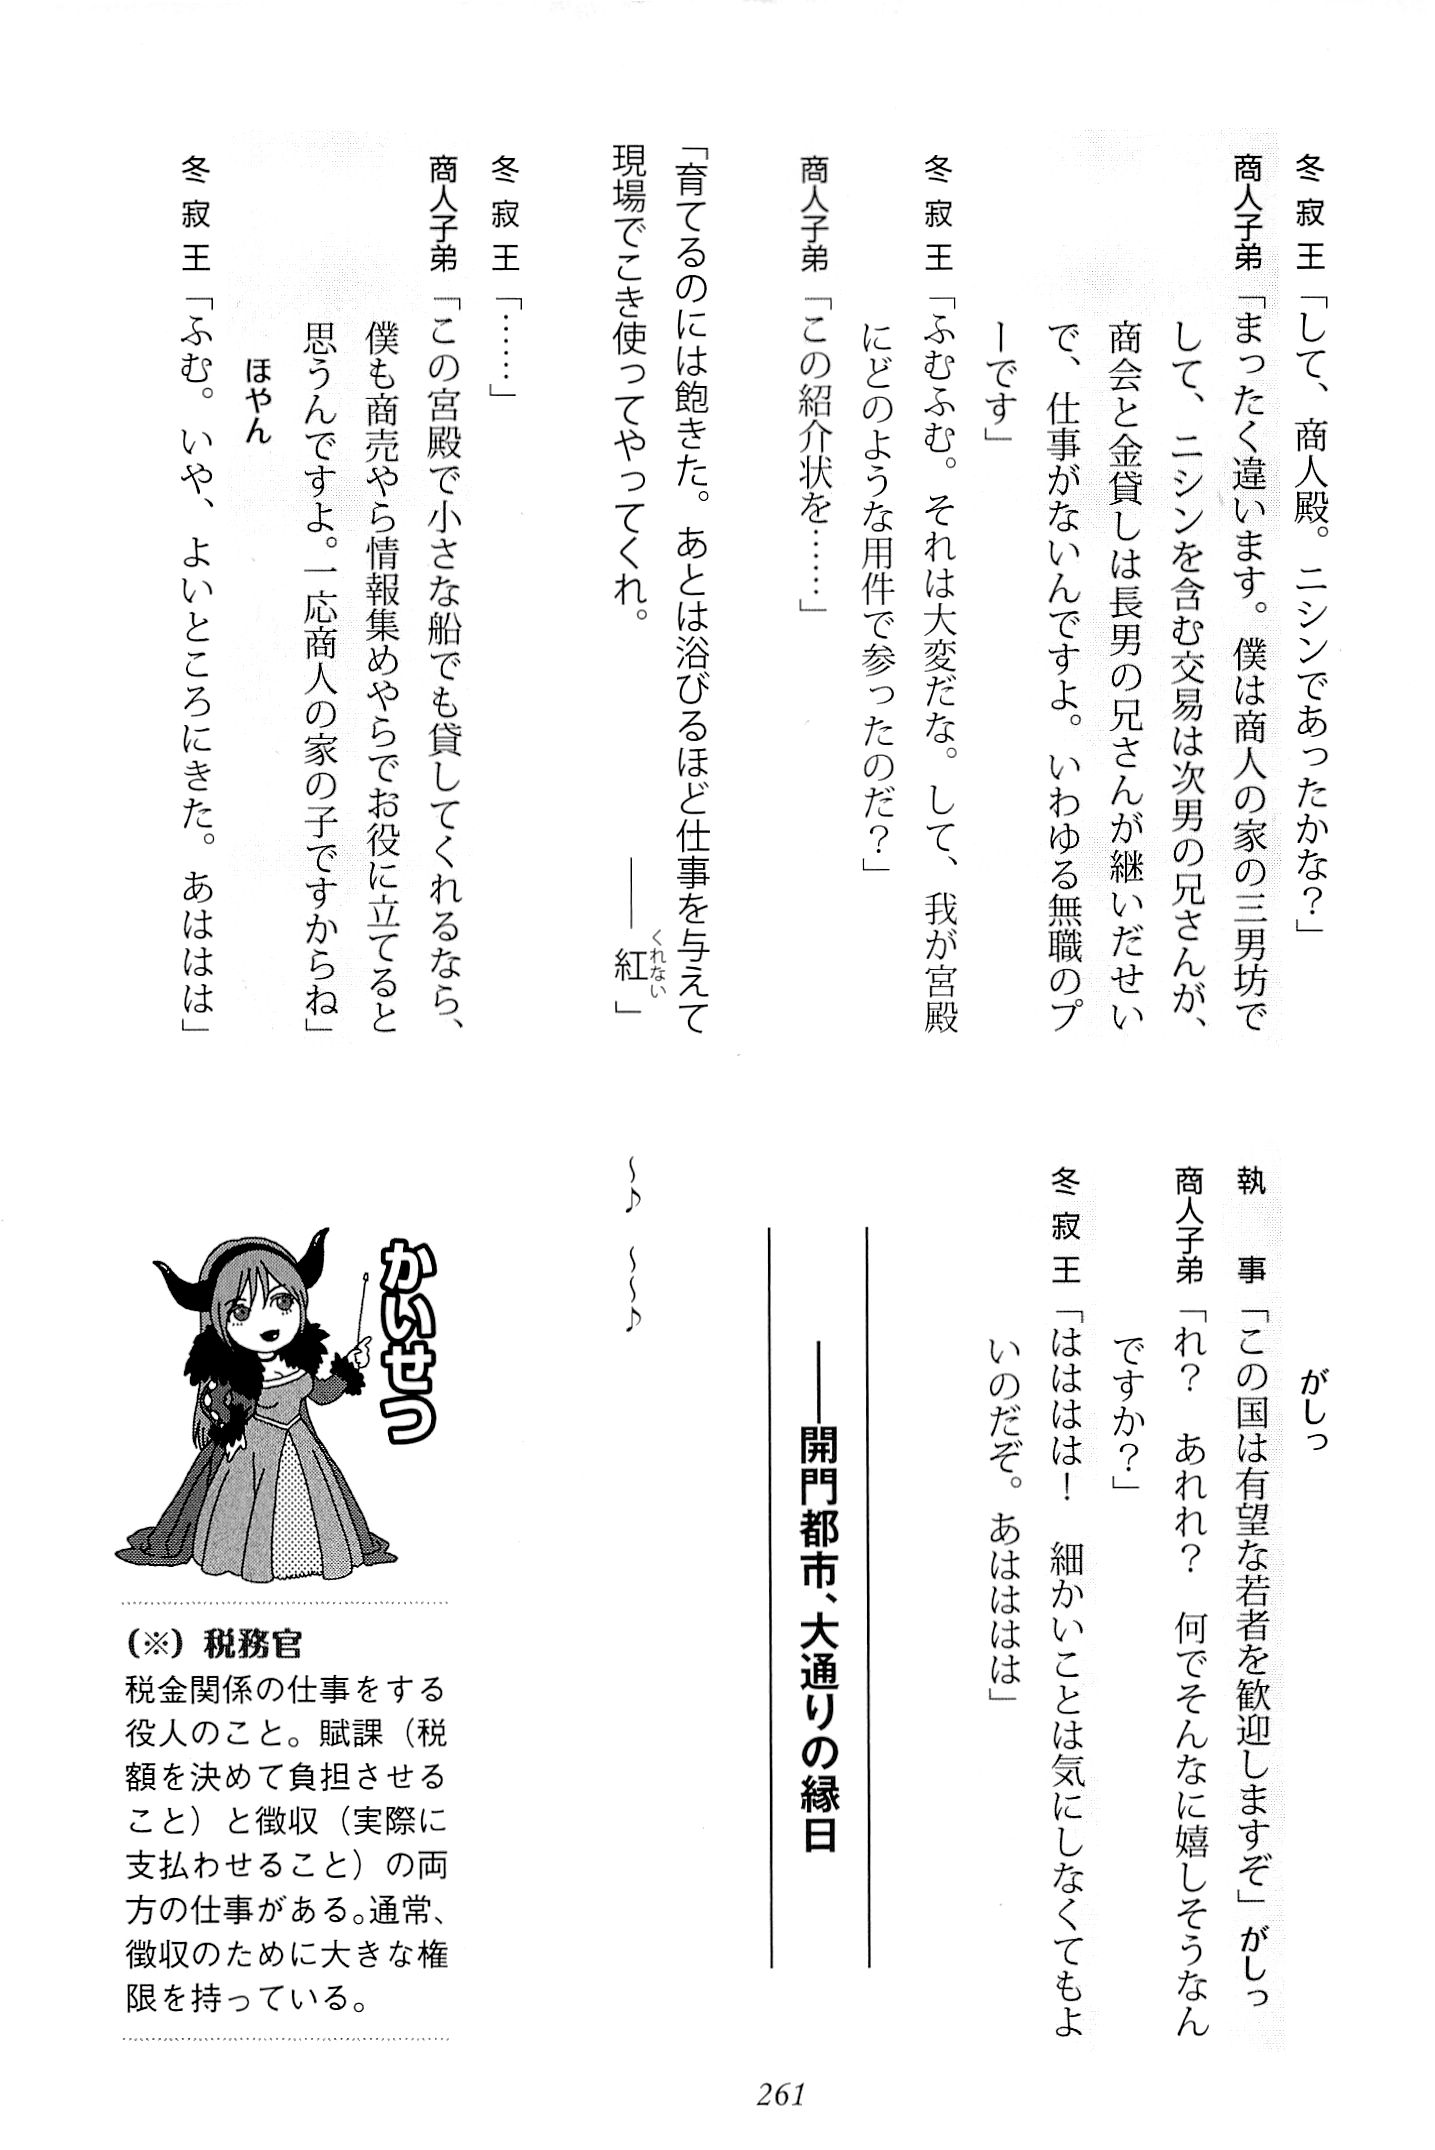 冬寂王「して、商人殿。ニシンであったかな？」
商人子弟「まったく違います。僕は商人の家の三男坊で
して、ニシンを含む交易は次男の兄さんが、
商会と金貸しは長男の兄さんが継いだせい
で、仕事がないんですよ。いわゆる無職のプ
ーです」
冬寂王「ふむふむ。それは大変だな。して、我が宮殿
にどのような用件で参ったのだ？」
商人子弟「この紹介状を……」
「育てるのには飽きた。あとは浴びるほど仕事を与えて
現場でこき使ってやってくれ。
――紅くれない」
冬寂王「……」
商人子弟「この宮殿で小さな船でも貸してくれるなら、
僕も商売やら情報集めやらでお役に立てると
思うんですよ。一応商人の家の子ですからね」
ほやん
冬寂王「ふむ。いや、よいところにきた。あははは」
がしっ
執事「この国は有望な若者を歓迎しますぞ」がしっ
商人子弟「れ？　あれれ？　何でそんなに嬉しそうなん
ですか？」
冬寂王「はははは！　細かいことは気にしなくてもよ
いのだぞ。あははは」
――開門都市、大通りの縁日
～♪　～～♪
かいせつ
（※）税務官
税金関係の仕事をする
役人のこと。賦課（税
額を決めて負担させる
こと）と徴収（実際に
支払わせること）の両
方の仕事がある。通常、
徴収のために大きな権
限を持っている。
261